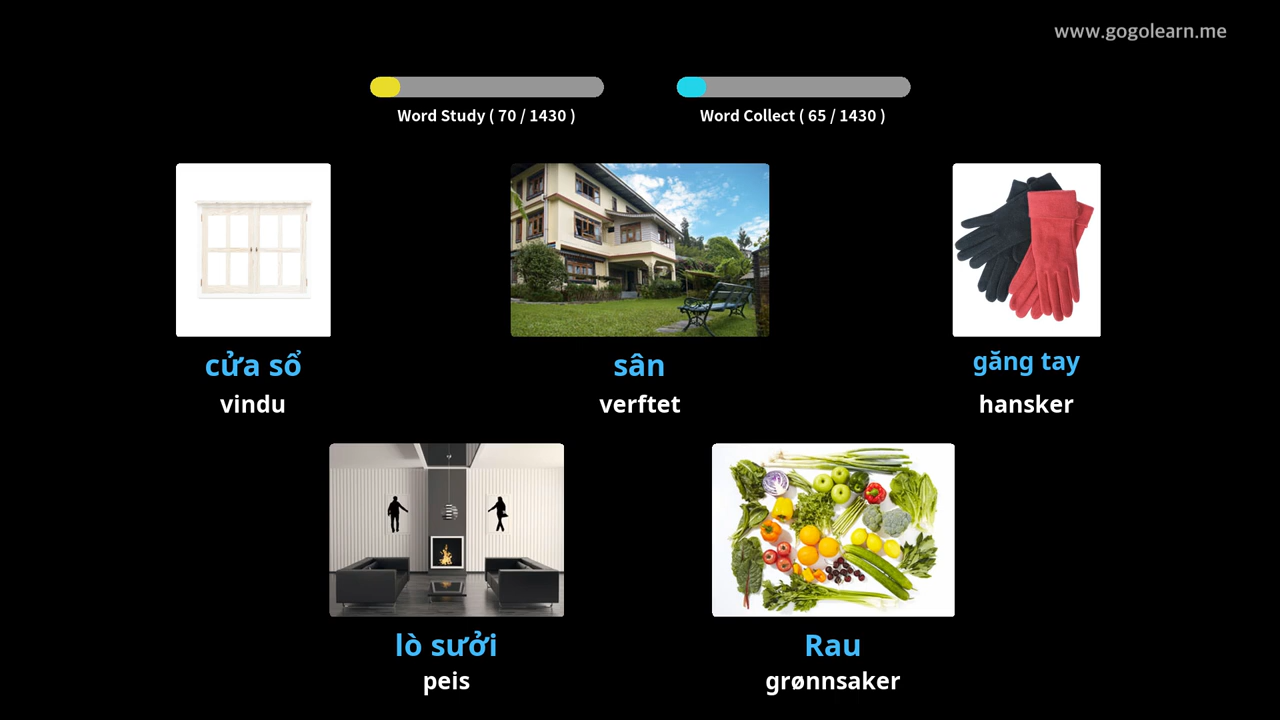 www.gogolearn.me
Word Study ( 70 / 1430 )
Word Collect ( 65 / 1430 )
cửa sổ
vindu
sân
verftet
găng tay
hansker
lò sưởi
peis
Rau
grønnsaker